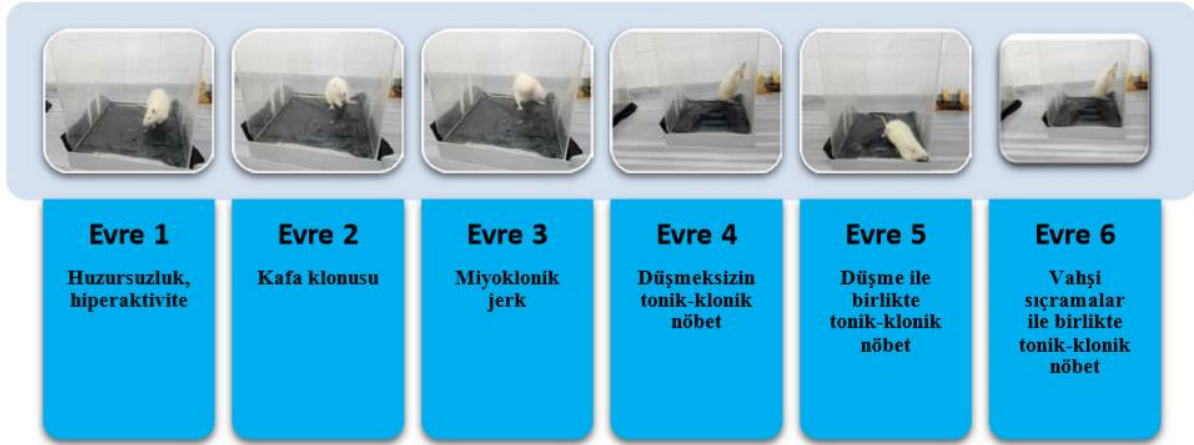 Evre 1
Huzursuzluk,
hiperaktivite
Evre 2
Kafa klonusu
Evre 3
Miyoklonik
jerk
Evre 4
Düşmeksizin
tonik-klonik
nöbet
Evre 5
Düşme ile
birlikte
tonik-klonik
nöbet
Evre 6
Vahşi
sıçramalar
ile birlikte
tonik-klonik
nöbet